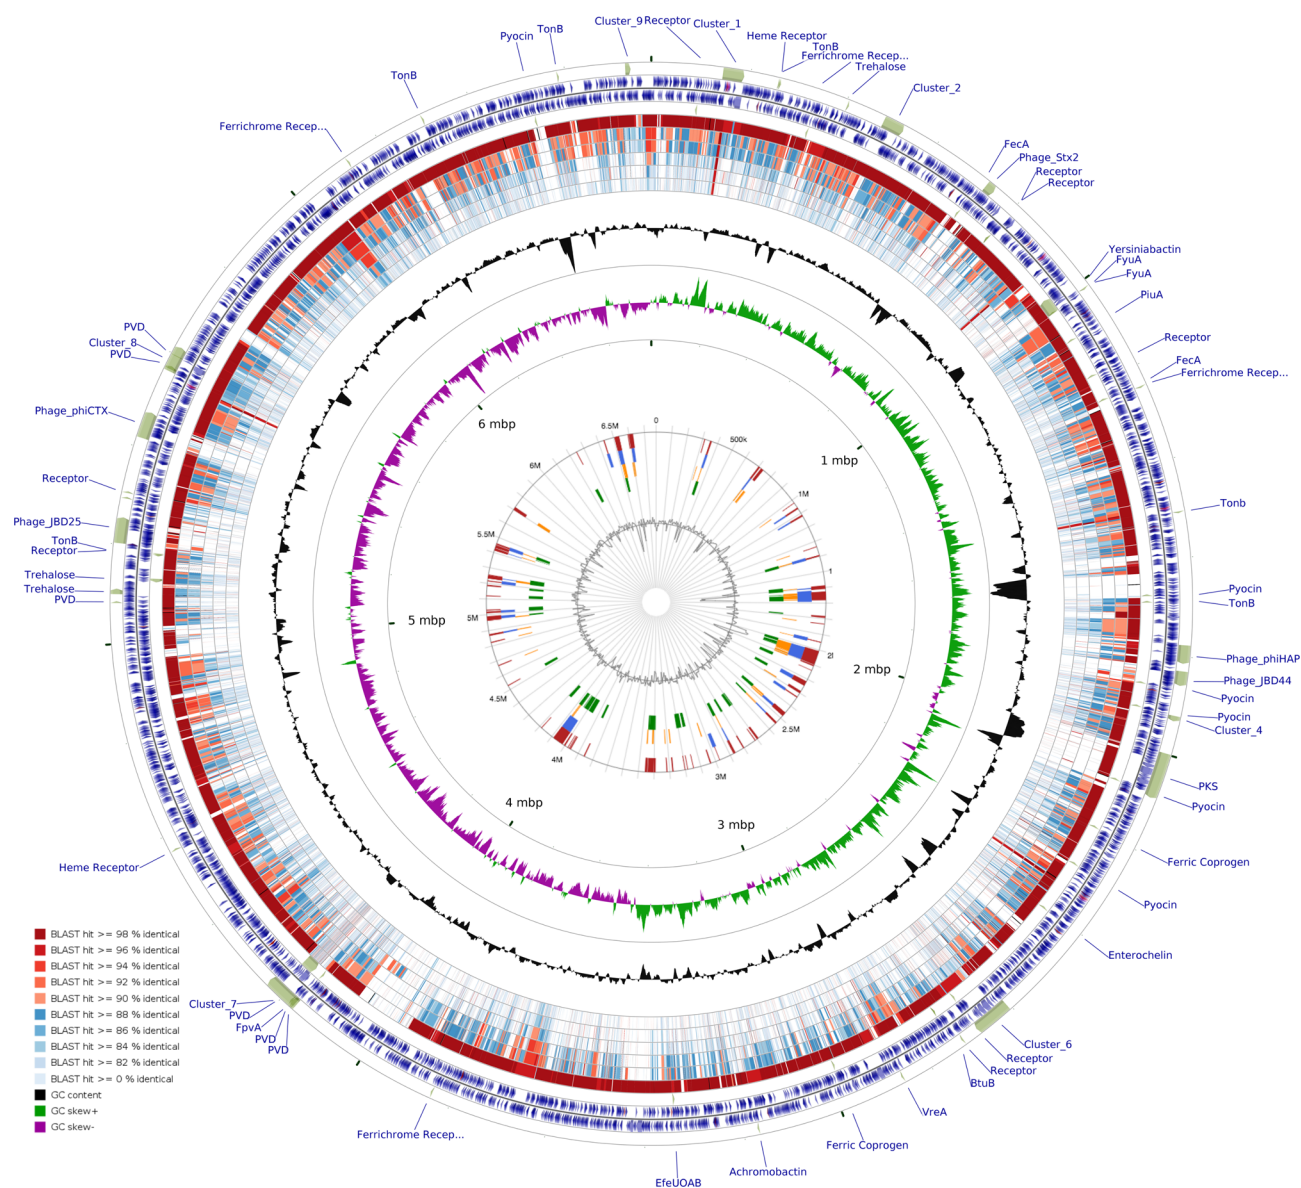 Cluster_9
Receptor
Cluster_1
TonB
Pyocin
Heme Receptor
TonB
Ferrichrome Recep...
Trehalose
TonB
Cluster_2
Ferrichrome Recep...
FecA
Phage_Stx2
Receptor
Receptor
Yersiniabactin
FyuA
FyuA
PiuA
PVD
Cluster_8
PVD
Receptor
FecA
Ferrichrome Recep...
Phage_phiCTX
Receptor
Tonb
Phage_JBD25
TonB
Receptor
Trehalose
Trehalose
PVD
Pyocin
TonB
Phage_phiHAP
Phage_JBD44
Pyocin
Pyocin
Cluster_4
PKS
Pyocin
Heme Receptor
Ferric Coprogen
Pyocin
Enterochelin
Cluster_7
PVD
FpvA
PVD
PVD
Cluster_6
Receptor
Receptor
BtuB
VreA
Ferrichrome Recep...
Ferric Coprogen
Achromobactin
EfeUOAB
6 mbp
1 mbp
5 mbp
2 mbp
4 mbp
3 mbp
0
6.5M
500k
6M
1M
5.5M
1
5M
2
4.5M
2.5M
4M
3M
BLAST hit >= 98 % identical
BLAST hit >= 96 % identical
BLAST hit >= 94 % identical
BLAST hit >= 92 % identical
BLAST hit >= 90 % identical
BLAST hit >= 88 % identical
BLAST hit >= 86 % identical
BLAST hit >= 84 % identical
BLAST hit >= 82 % identical
BLAST hit >= 0 % identical
GC content
GC skew+
GC skew-